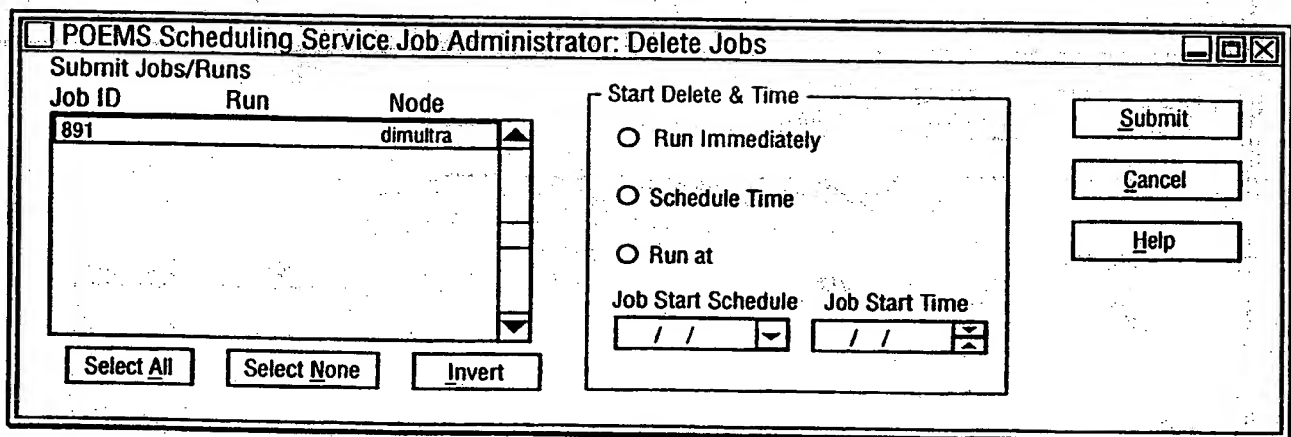 POEMS Scheduling Service Job Administrator: Delete Jobs
Submit Jobs/Runs
Job ID Run Node
891 dimultra
Select All Select None Invert
Start Delete & Time
Run Immediately
Schedule Time
Run at
Job Start Schedule Job Start Time
/ / / /
Submit
Cancel
Help